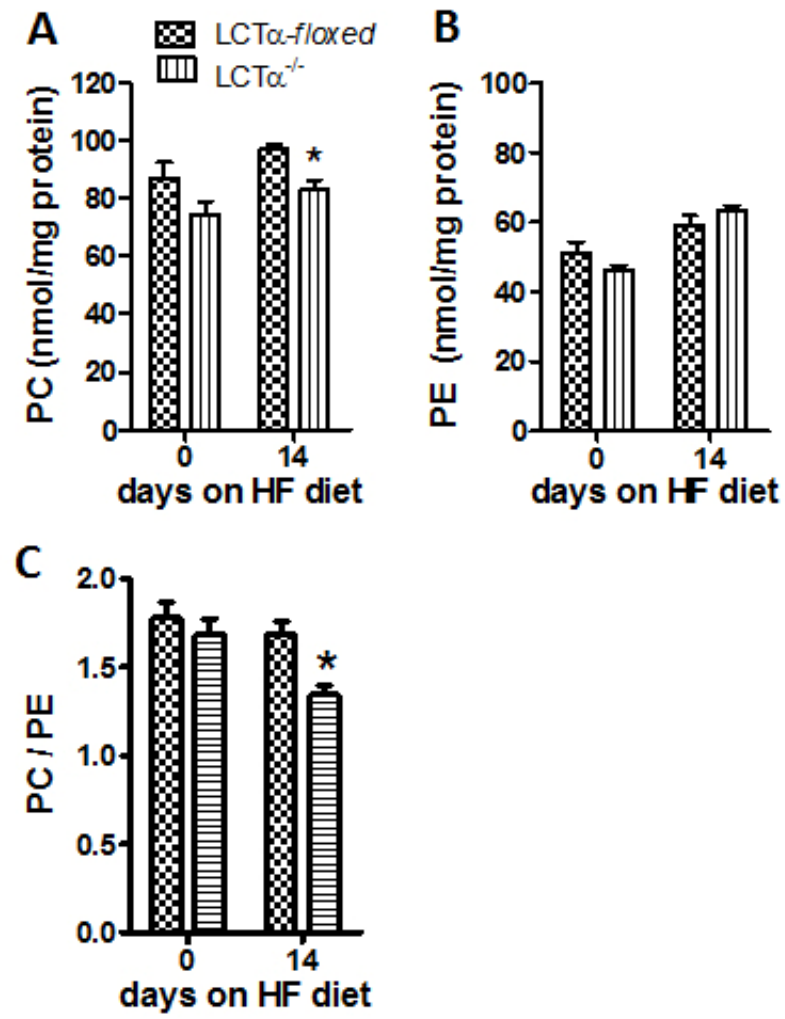 A
LCTα-floxed
LCTα-/-
PC (nmol/mg protein)
120
100
80
60
40
20
0
*
0 14
days on HF diet
B
PE (nmol/mg protein)
100
80
60
40
20
0
0 14
days on HF diet
C
PC / PE
2.0
1.5
1.0
0.5
0.0
*
0 14
days on HF diet